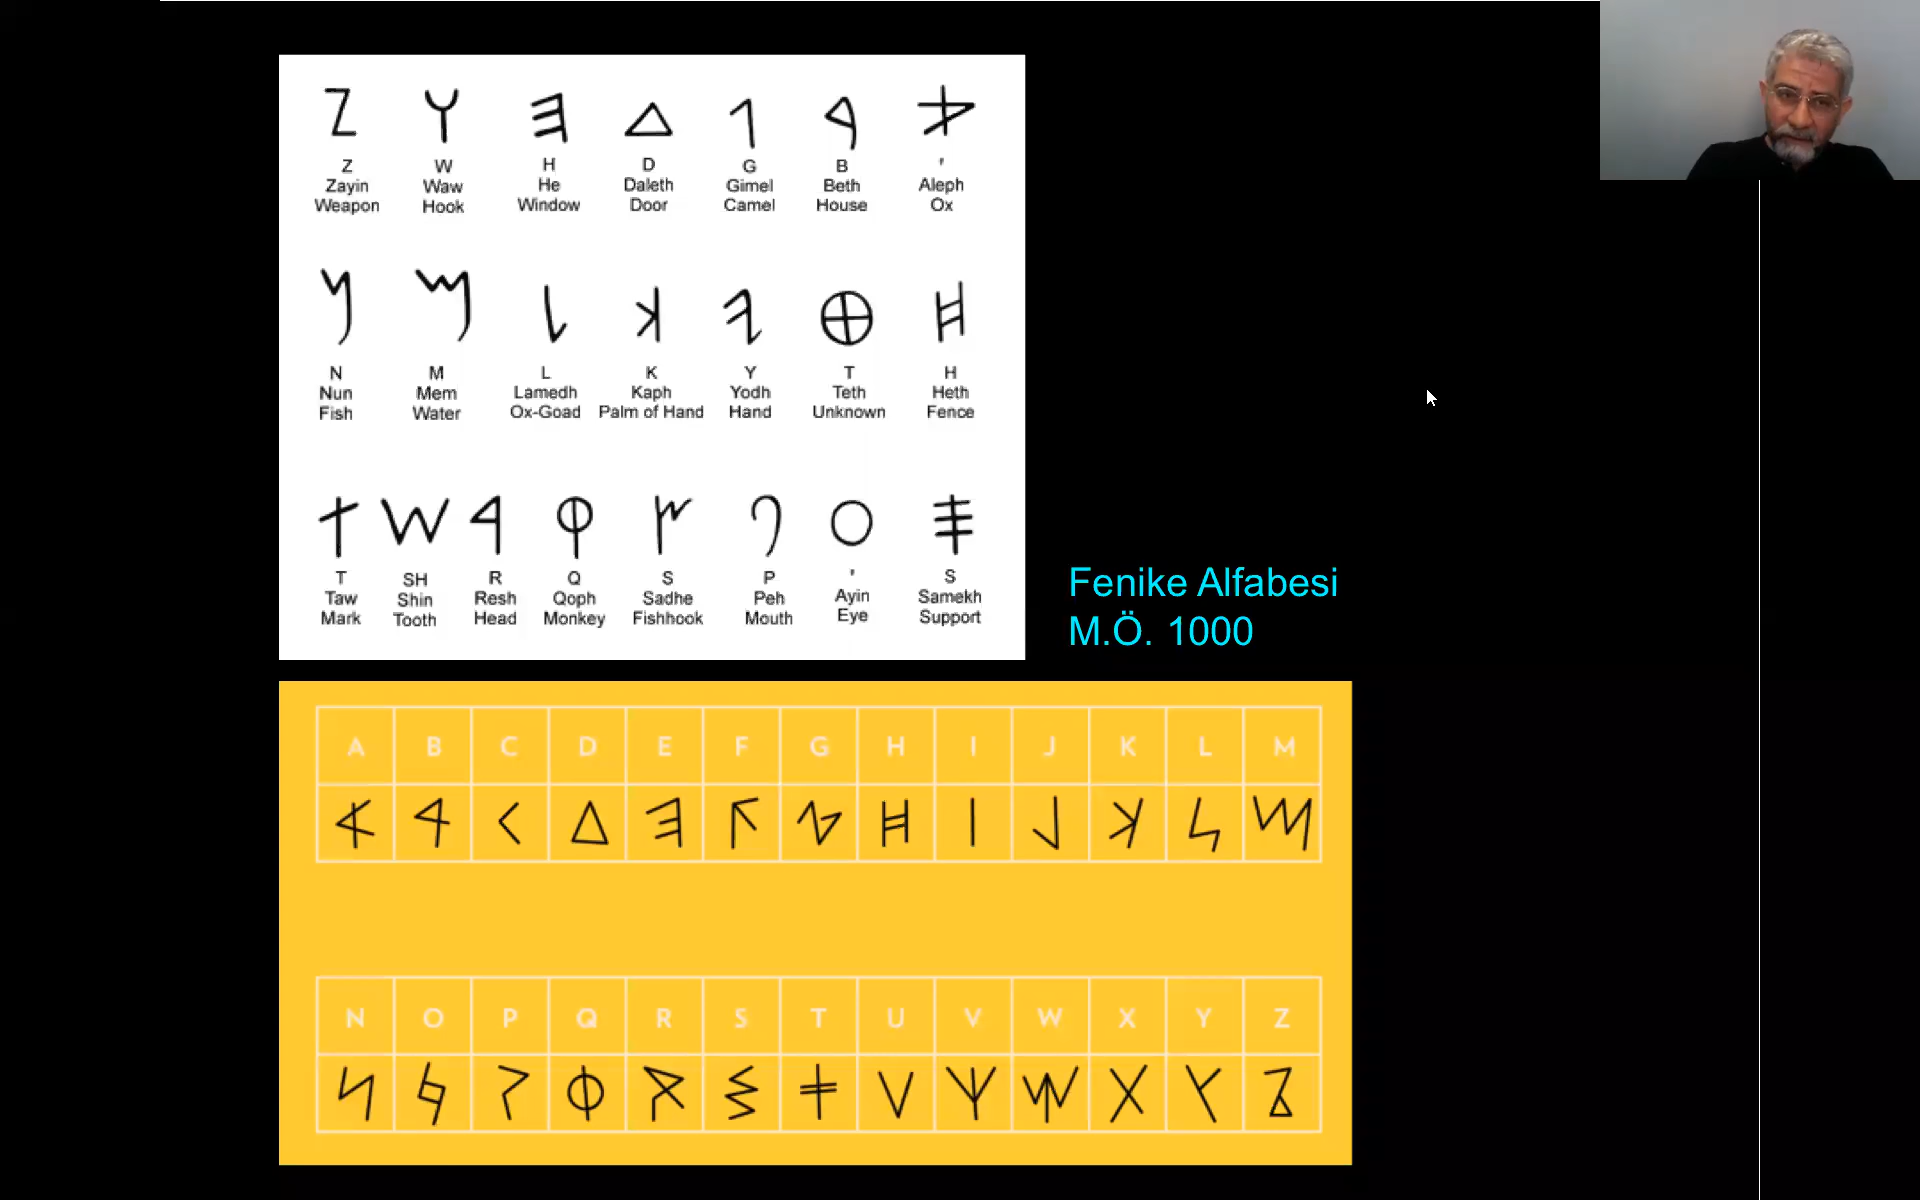 Z W H D G B '
Zayin Waw He Daleth Gimel Beth Aleph
Weapon Hook Window Door Camel House Ox
N M L K Y T H
Nun Mem Lamedh Kaph Yodh Teth Heth
Fish Water Ox-Goad Palm of Hand Hand Unknown Fence
T SH R Q S P ' S
Taw Shin Resh Qoph Sadhe Peh Ayin Samekh
Mark Tooth Head Monkey Fishhook Mouth Eye Support
Fenike Alfabesi
M.Ö. 1000
A B C D E F G H I J K L M
N O P Q R S T U V W X Y Z